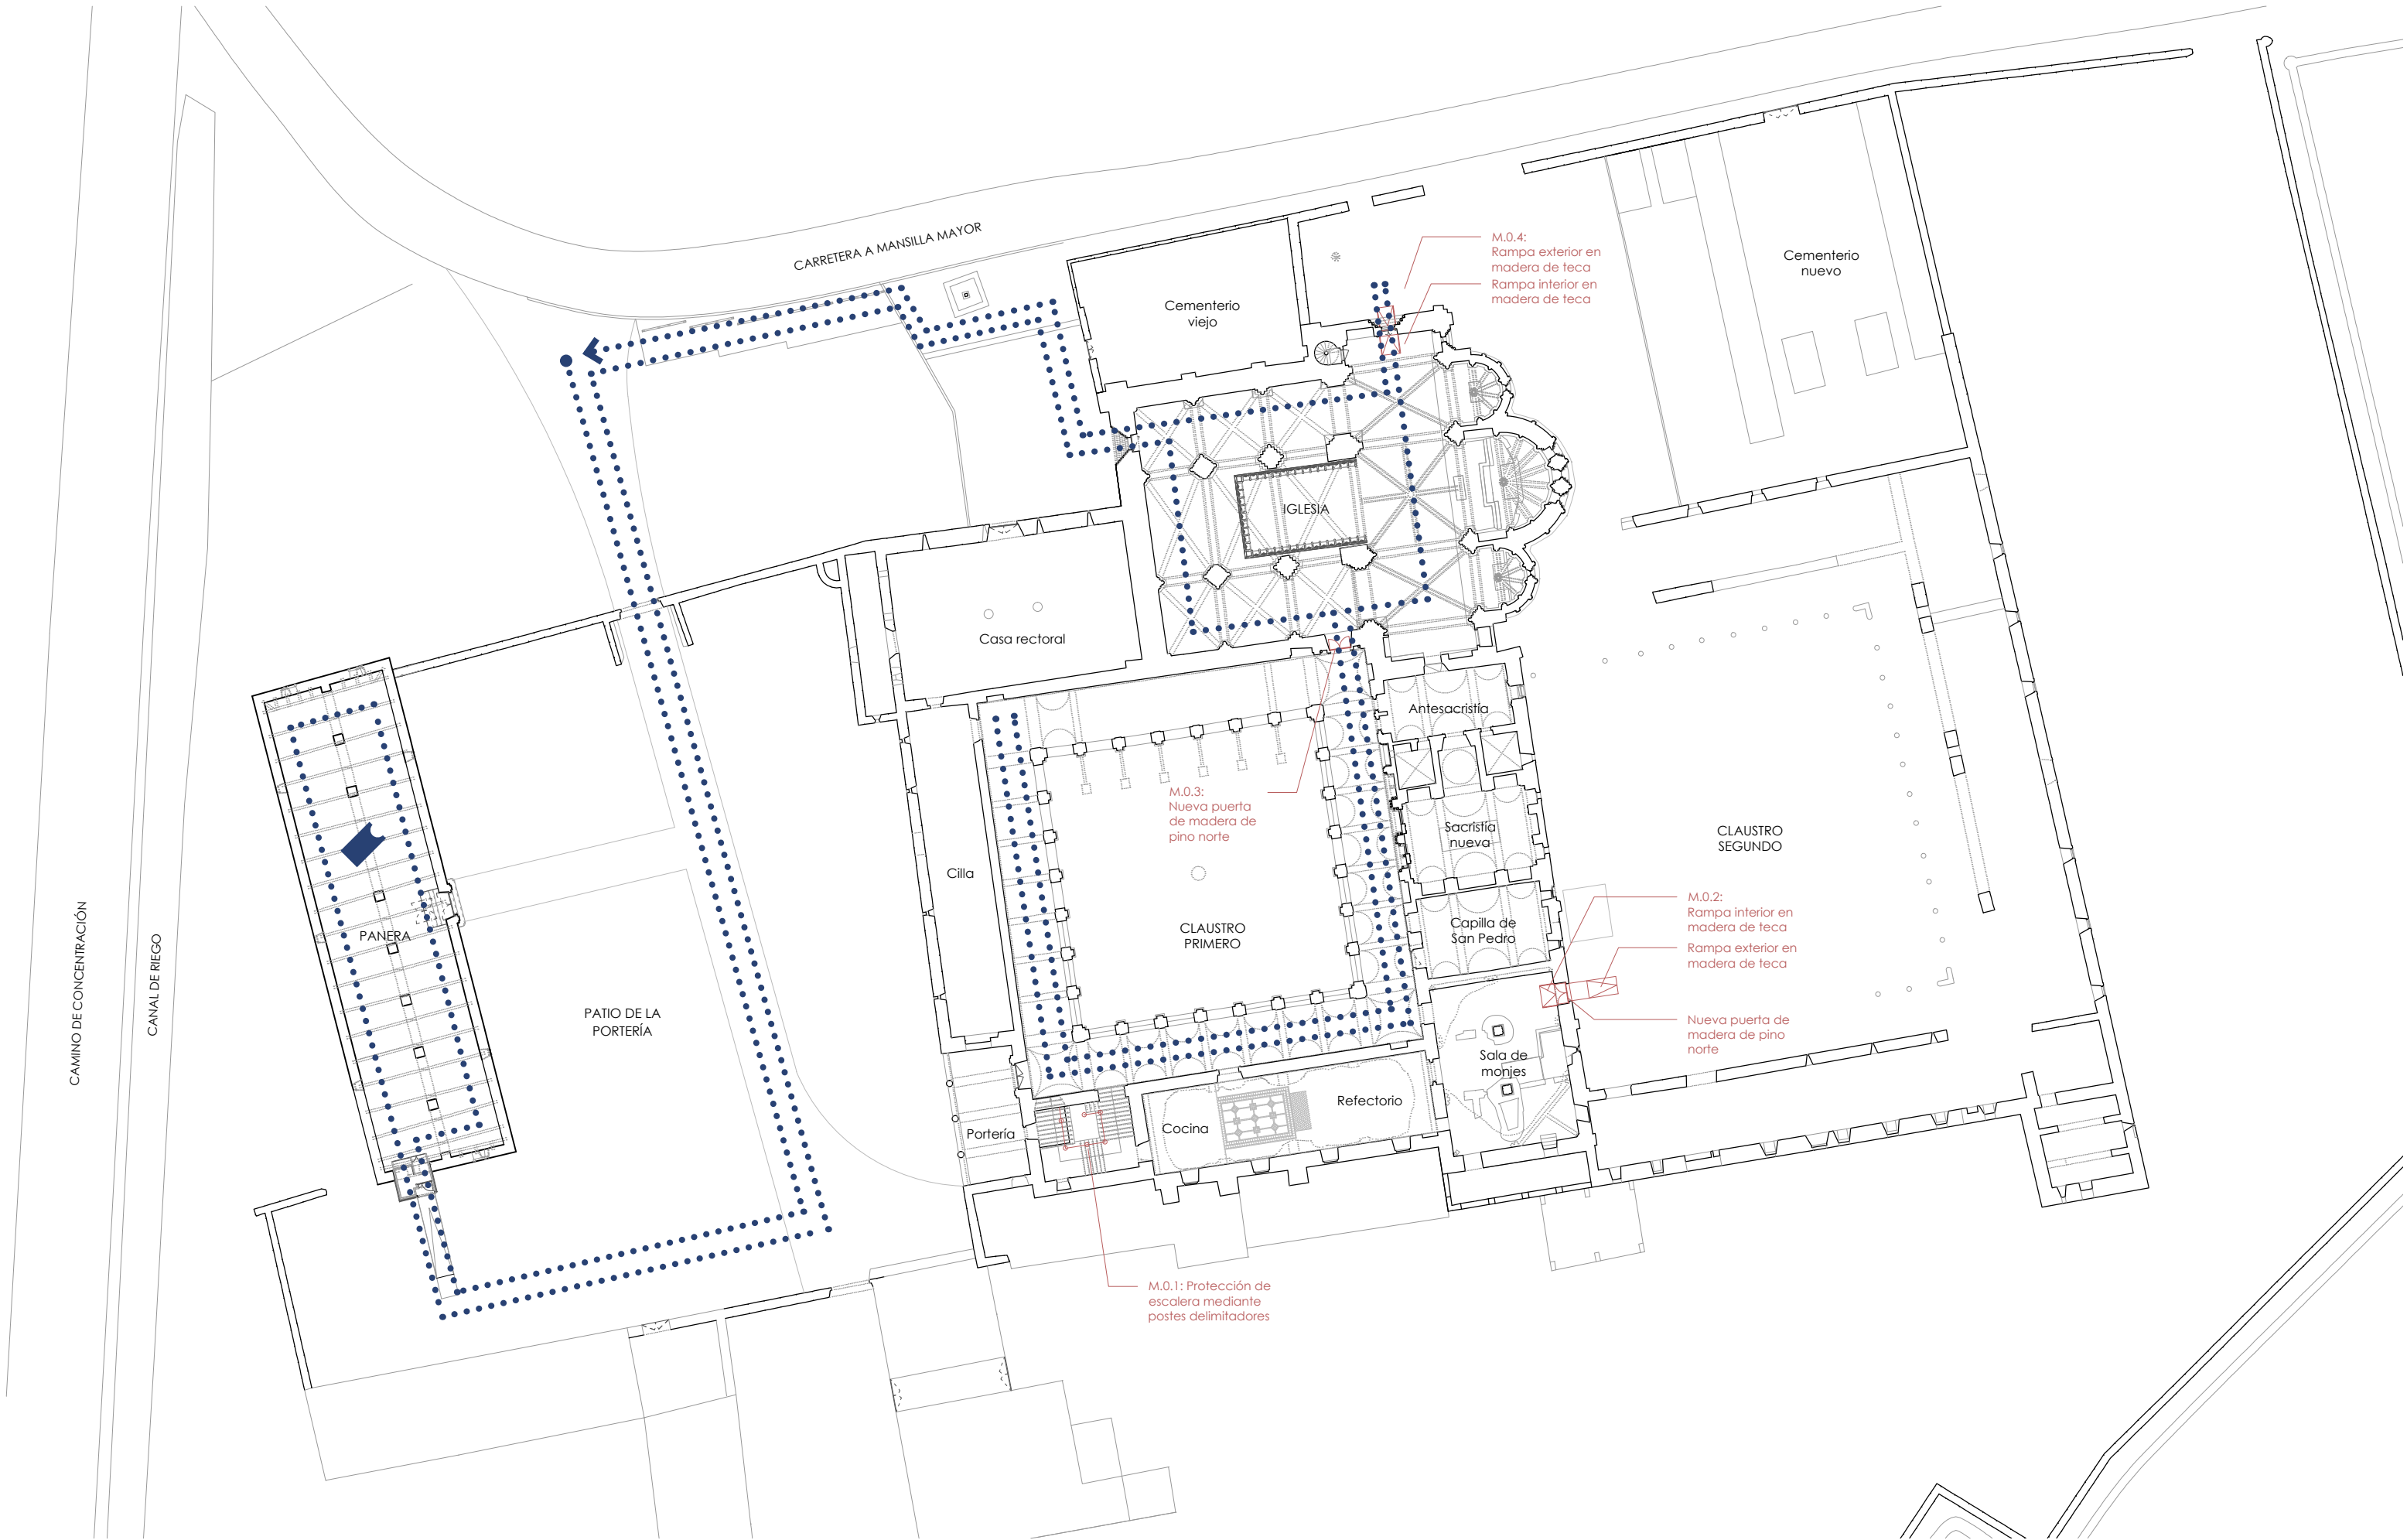 CARRETERA A MANSILLA MAYOR
M.0.4:
Rampa exterior en
madera de teca
Rampa interior en
madera de teca
Cementerio
nuevo
Cementerio
viejo
IGLESIA
Casa rectoral
Antesacristía
M.0.3:
Nueva puerta
de madera de
pino norte
Sacristía
nueva
CLAUSTRO
SEGUNDO
Cilla
M.0.2:
Rampa interior en
madera de teca
Rampa exterior en
madera de teca
Nueva puerta de
madera de pino
norte
Capilla de
San Pedro
CLAUSTRO
PRIMERO
PANERA
CAMINO DE CONCENTRACIÓN
CANAL DE RIEGO
PATIO DE LA
PORTERÍA
Sala de
monjes
Refectorio
Cocina
Portería
M.0.1: Protección de
escalera mediante
postes delimitadores